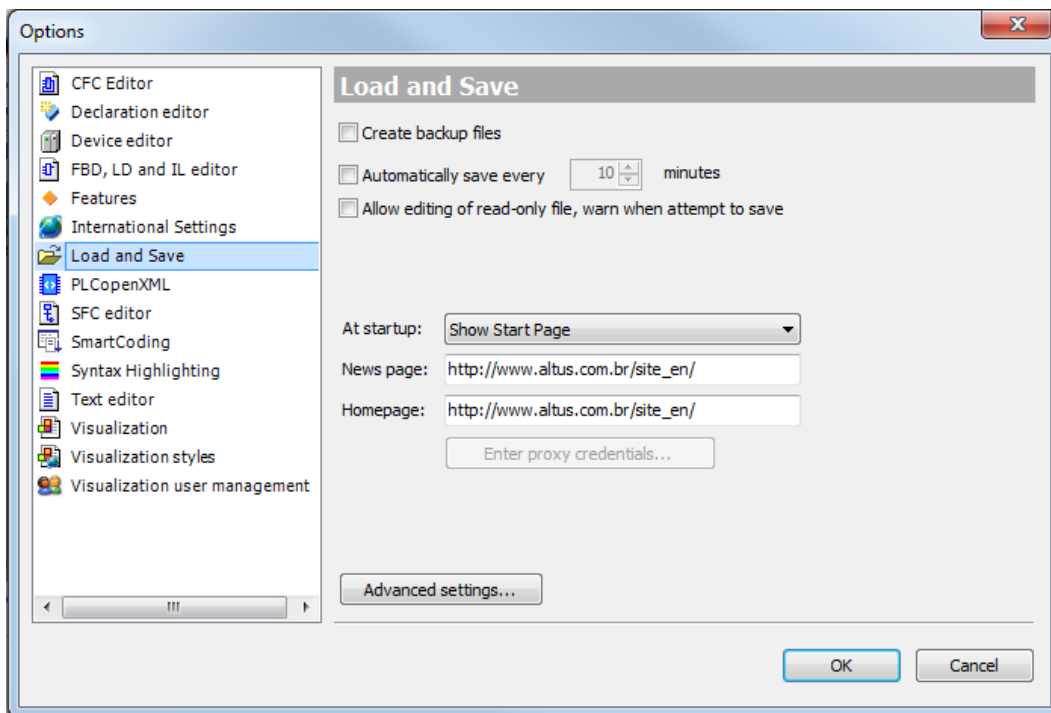 Options
CFC Editor
Declaration editor
Device editor
FBD, LD and IL editor
Features
International Settings
Load and Save
PLCopenXML
SFC editor
SmartCoding
Syntax Highlighting
Text editor
Visualization
Visualization styles
Visualization user management
Load and Save
Create backup files
Automatically save every 10 minutes
Allow editing of read-only file, warn when attempt to save
At startup: Show Start Page
News page: http://www.altus.com.br/site_en/
Homepage: http://www.altus.com.br/site_en/
Enter proxy credentials...
Advanced settings...
OK Cancel